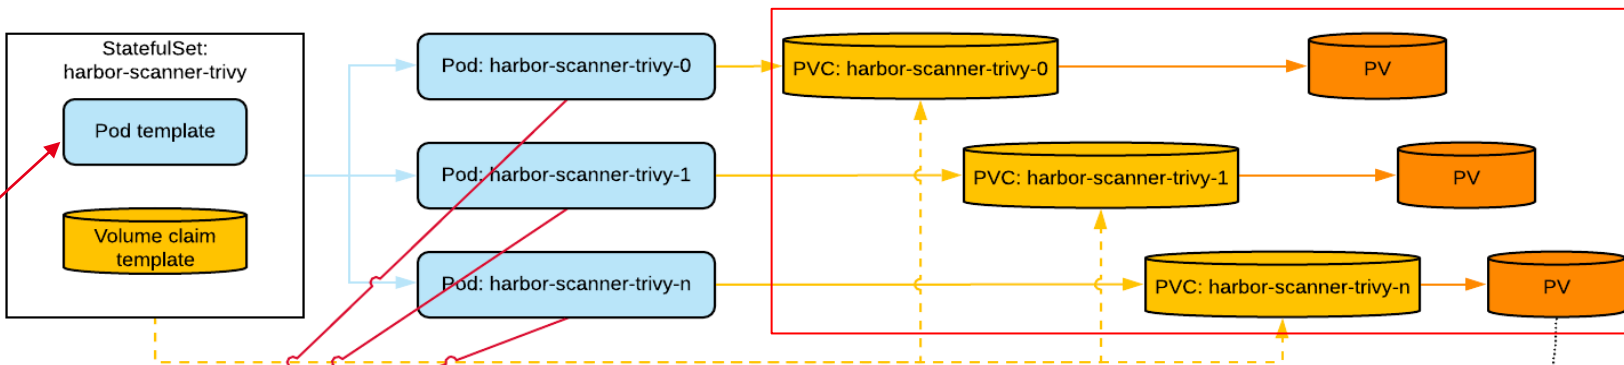 StatefulSet:
harbor-scanner-trivy
Pod template
Volume claim
template
Pod: harbor-scanner-trivy-0
Pod: harbor-scanner-trivy-1
Pod: harbor-scanner-trivy-n
PVC: harbor-scanner-trivy-0
PV
PVC: harbor-scanner-trivy-1
PV
PVC: harbor-scanner-trivy-n
PV